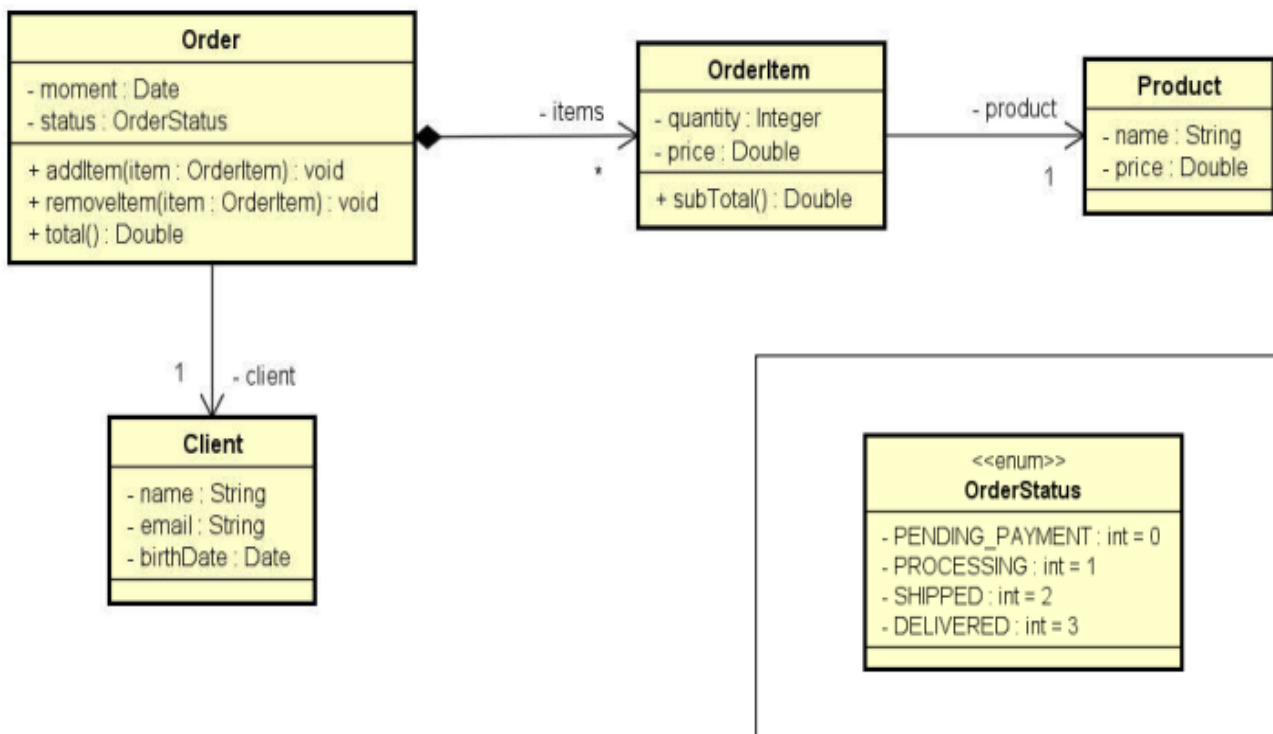 Order
- moment : Date
- status : OrderStatus
+ addItem(item : OrderItem) : void
+ removeItem(item : OrderItem) : void
+ total() : Double
- items
*
OrderItem
- quantity : Integer
- price : Double
+ subTotal() : Double
- product
1
Product
- name : String
- price : Double
1
- client
Client
- name : String
- email : String
- birthDate : Date
<<enum>>
OrderStatus
- PENDING_PAYMENT : int = 0
- PROCESSING : int = 1
- SHIPPED : int = 2
- DELIVERED : int = 3